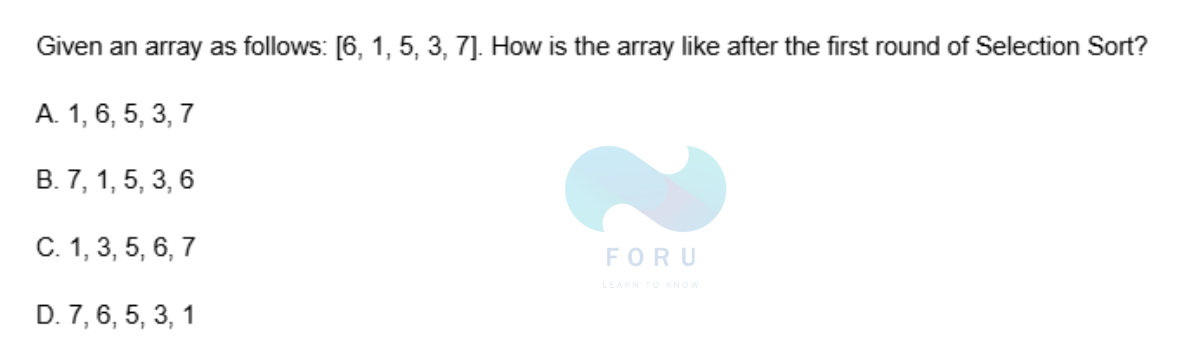 Given an array as follows: [6, 1, 5, 3, 7]. How is the array like after the first round of Selection Sort?
A. 1, 6, 5, 3, 7
B. 7, 1, 5, 3, 6
C. 1, 3, 5, 6, 7
FORU
LEARN TO KNOW
D. 7, 6, 5, 3, 1